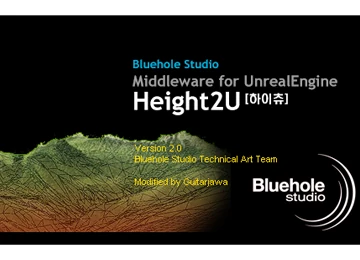 Bluehole Studio
Middleware for UnrealEngine
Height2U [하이츄]
Version 2.0
Bluehole Studio Technical Art Team
Modified by Guitarjawa
Bluehole
studio